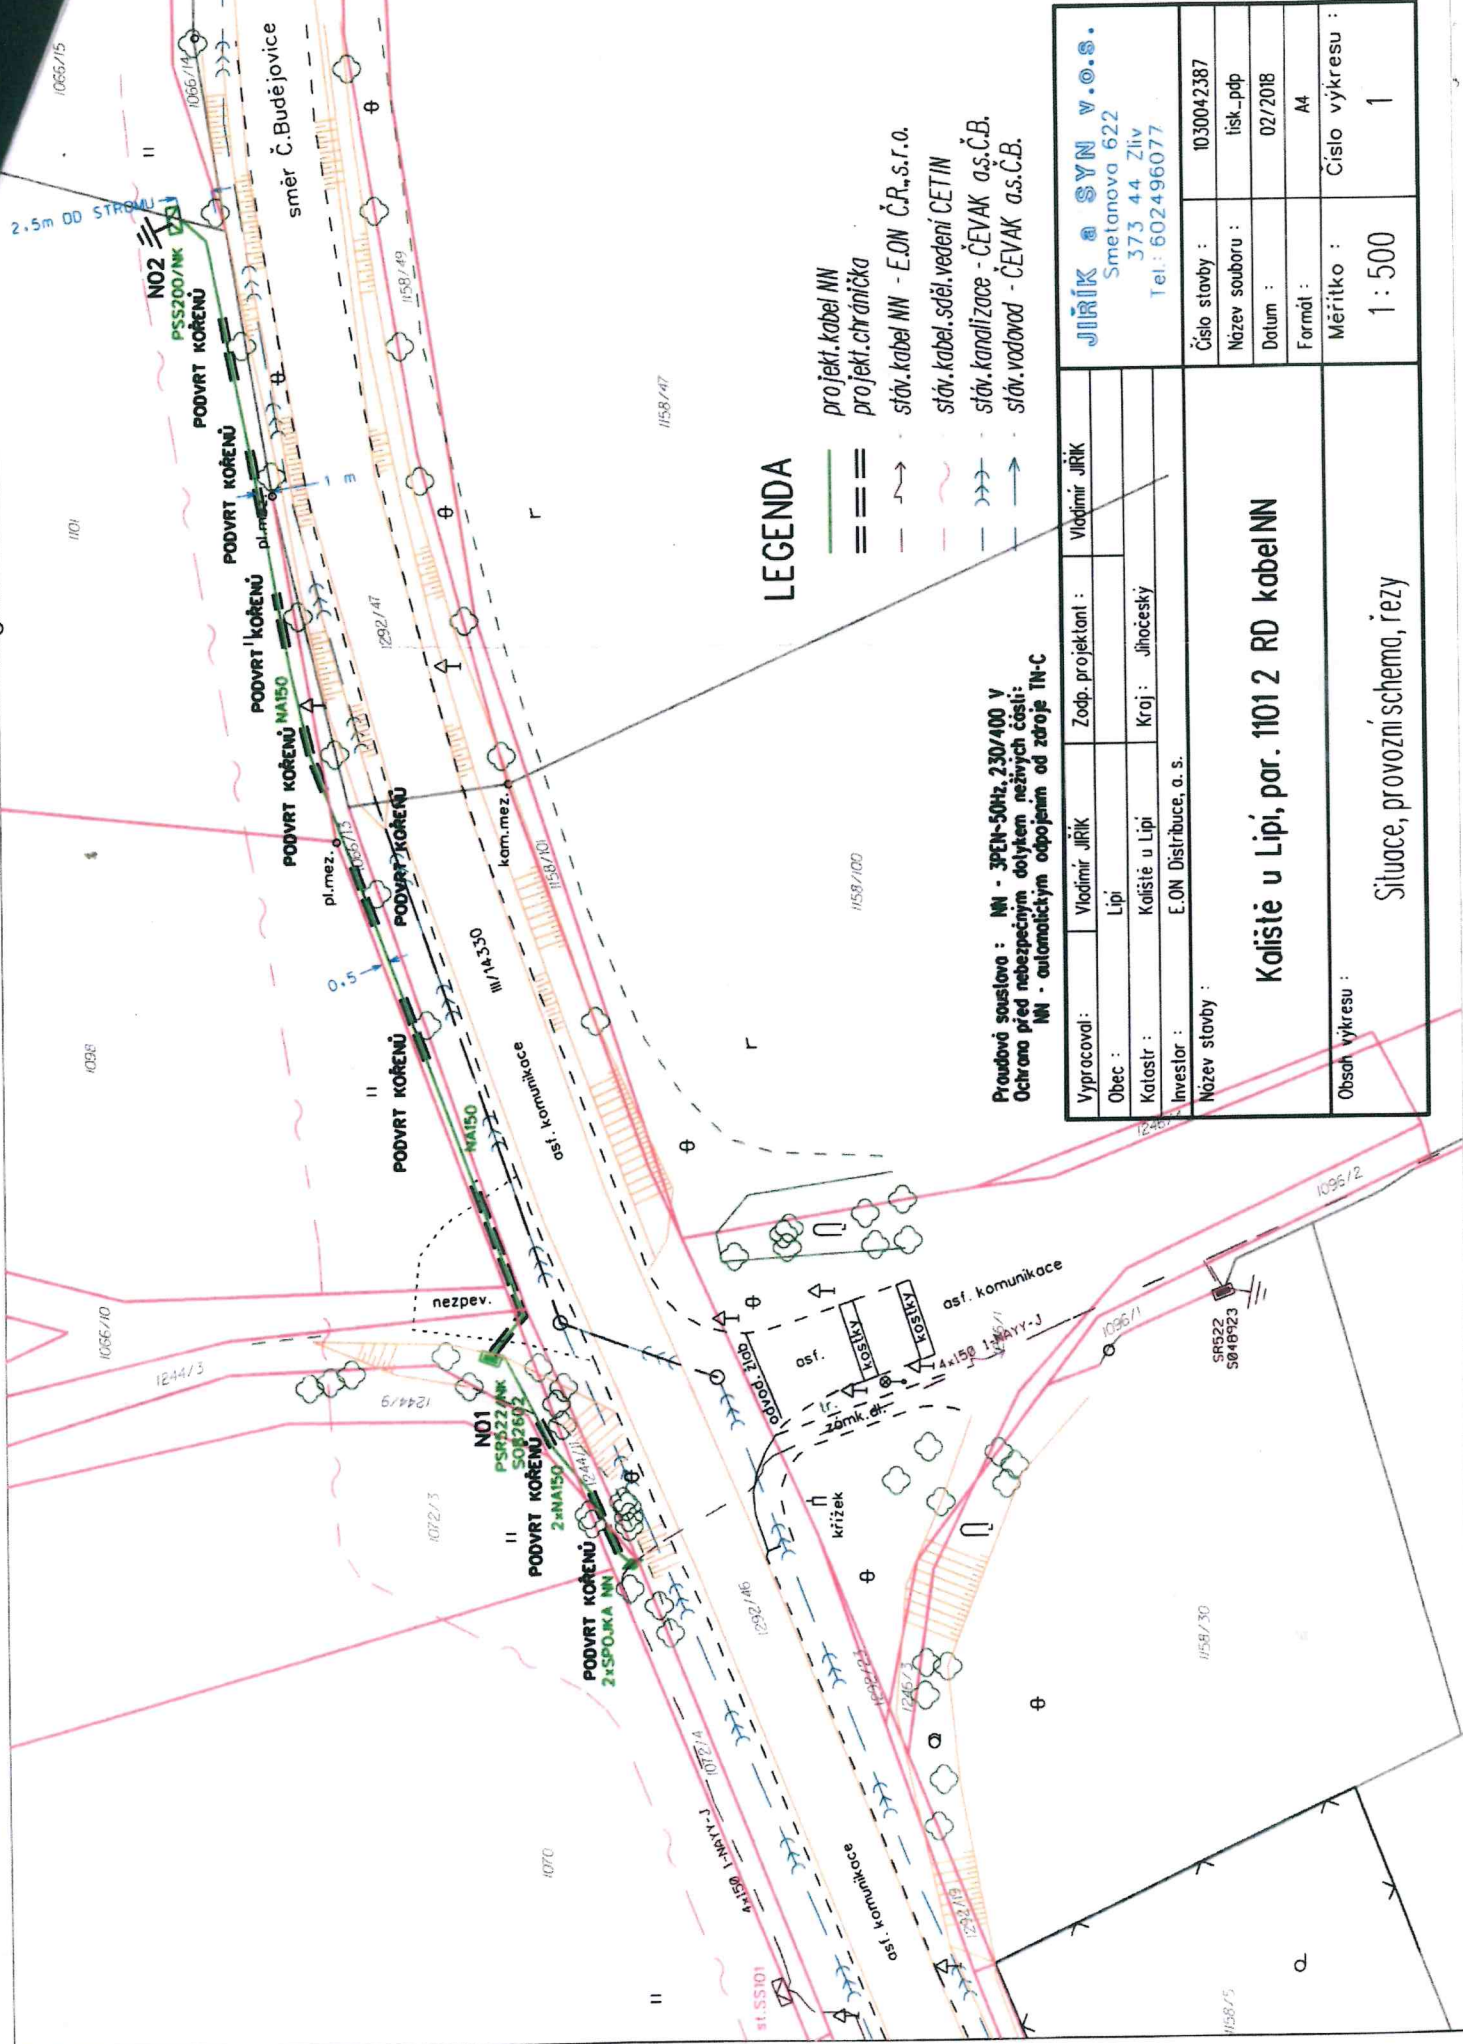 1066/15
1066/14
směr Č.Budějovice
2.5m OD STROMU
N02
PSS200/NK
PODVRT KOŘENŮ
PODVRT KOŘENŮ
PODVRT KOŘENŮ
PODVRT KOŘENŮ
PODVRT KOŘENŮ
PODVRT KOŘENŮ
1158/49
1158/47
1101
1 m
NA150
1292/47
pl.mez.
1066/13
kam.mez.
1158/101
1158/100
0.5
III/14330
asf. komunikace
1098
NA150
nezpev.
1066/10
1244/3
1244/9
N01
PSR522/NK
PODVRT KOŘENŮ
2xNA150
PODVRT KOŘENŮ
2xSPOJKA NN
1072/3
1072/4
1070
4x150 1-NAYY-J
st.SS101
asf. komunikace
1292/46
1246/3
1292/19
1158/5
1158/30
křížek
odvod. žlab
asf.
kostky
kostky
tr.
zámk. dl.
4x150 1-NAYY-J
asf. komunikace
1096/1
1096/2
SR522
S048923
LEGENDA
projekt.kabel NN
projekt.chránička
stáv.kabel NN - E.ON Č.R.,s.r.o.
stáv.kabel.sděl.vedení CETIN
stáv.kanalizace - ČEVAK a.s.Č.B.
stáv.vodovod - ČEVAK a.s.Č.B.
Proudová soustava : NN - 3PEN~50Hz, 230/400 V
Ochrana před nebezpečným dotykem neživých částí:
NN - automatickým odpojením od zdroje TN-C
Vypracoval: Vladimír JIŘÍK Zodp. projektant : Vladimír JIŘÍK
Obec : Lipí
Katastr : Kaliště u Lipí Kraj : Jihočeský
Investor : E.ON Distribuce, a. s.
JIŘÍK a SYN v.o.s.
Smetanova 622
373 44 Zliv
Tel.: 602496077
Název stavby :
Kaliště u Lipí, par. 1101 2 RD kabel NN
Číslo stavby : 1030042387
Název souboru : tisk_pdp
Datum : 02/2018
Formát : A4
Obsah výkresu :
Situace, provozní schema, řezy
Měřítko : Číslo výkresu :
1 : 500 1